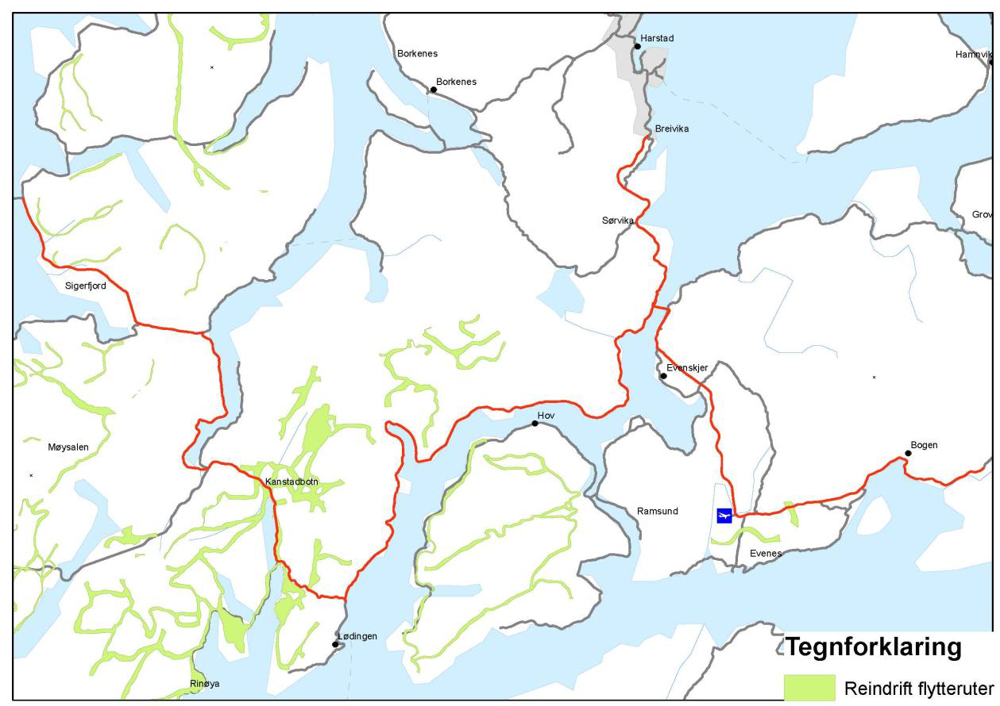 Harstad
Borkenes
Hamnvik
Borkenes
Breivika
Sørvika
Grov
Sigerfjord
Evenskjer
Hov
Møysalen
Bogen
Kanstadbotn
Ramsund
Evenes
Lødingen
Rinøya
Tegnforklaring
Reindrift flytteruter